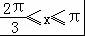 2π/3 ≤ x ≤ π